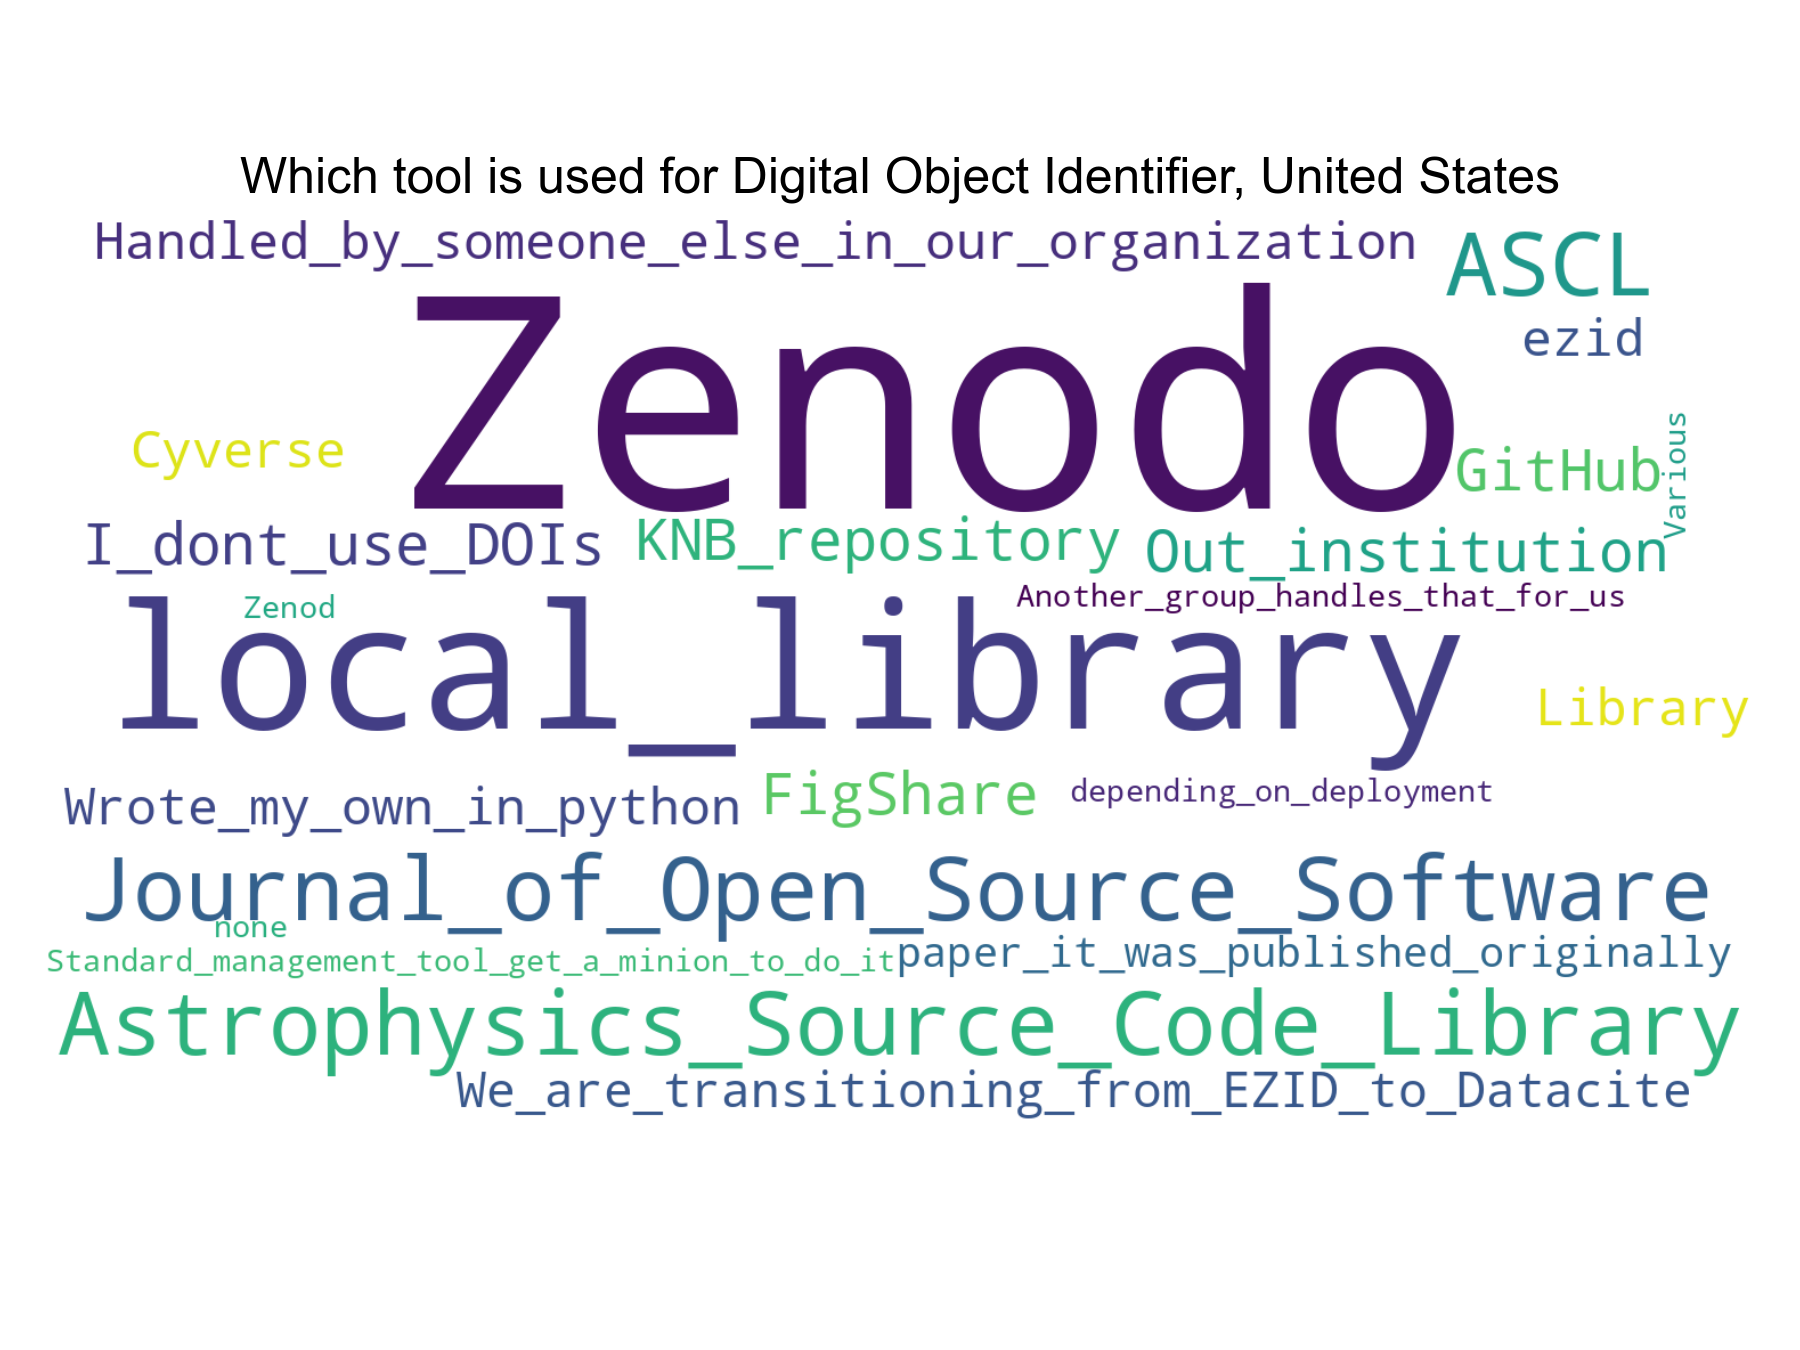 Which tool is used for Digital Object Identifier, United States
Handled_by_someone_else_in_our_organization
ASCL
Zenodo
ezid
Cyverse
GitHub
Various
I_dont_use_DOIs
KNB_repository
Out_institution
Zenod
Another_group_handles_that_for_us
local_library
Library
Wrote_my_own_in_python
FigShare
depending_on_deployment
Journal_of_Open_Source_Software
none
Standard_management_tool_get_a_minion_to_do_it
paper_it_was_published_originally
Astrophysics_Source_Code_Library
We_are_transitioning_from_EZID_to_Datacite